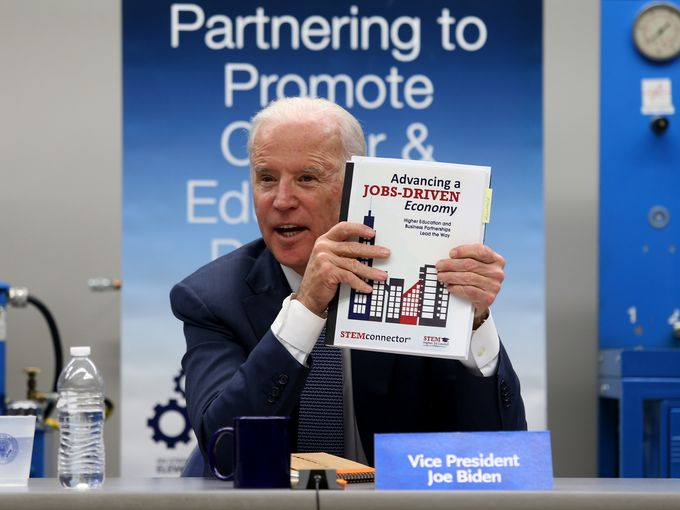 Partnering to
Promote
&
Advancing a
JOBS-DRIVEN
Economy
Higher Education and
Business Partnerships
Lead the Way
STEMconnector®
STEM
Vice President
Joe Biden